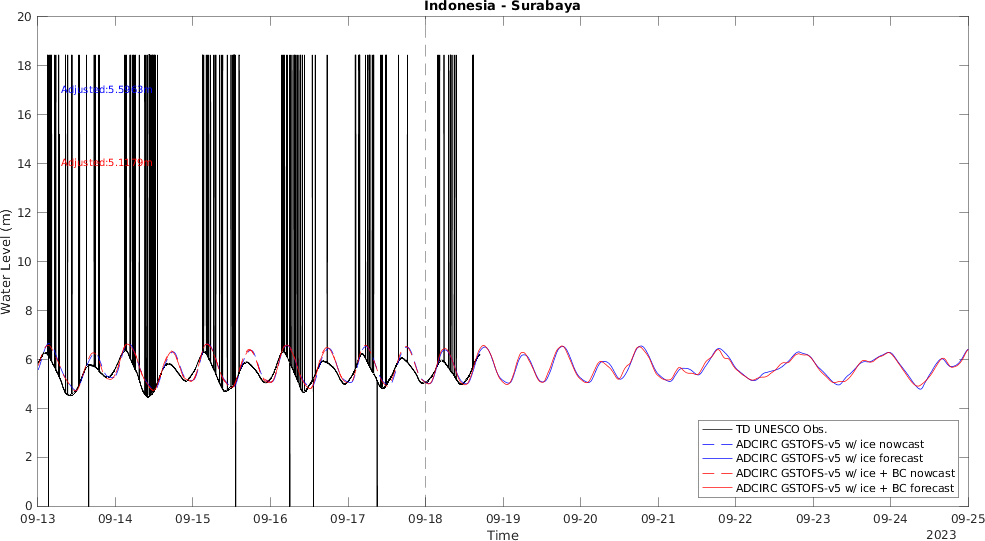 Indonesia - Surabaya
20
18
16
14
12
10
8
6
4
2
0
Water Level (m)
Adjusted:
Adjusted:
TD UNESCO Obs.
ADCIRC GSTOFS-v5 w/ ice nowcast
ADCIRC GSTOFS-v5 w/ ice forecast
ADCIRC GSTOFS-v5 w/ ice + BC nowcast
ADCIRC GSTOFS-v5 w/ ice + BC forecast
09-13 09-14 09-15 09-16 09-17 09-18 09-19 09-20 09-21 09-22 09-23 09-24 09-25
Time
2023